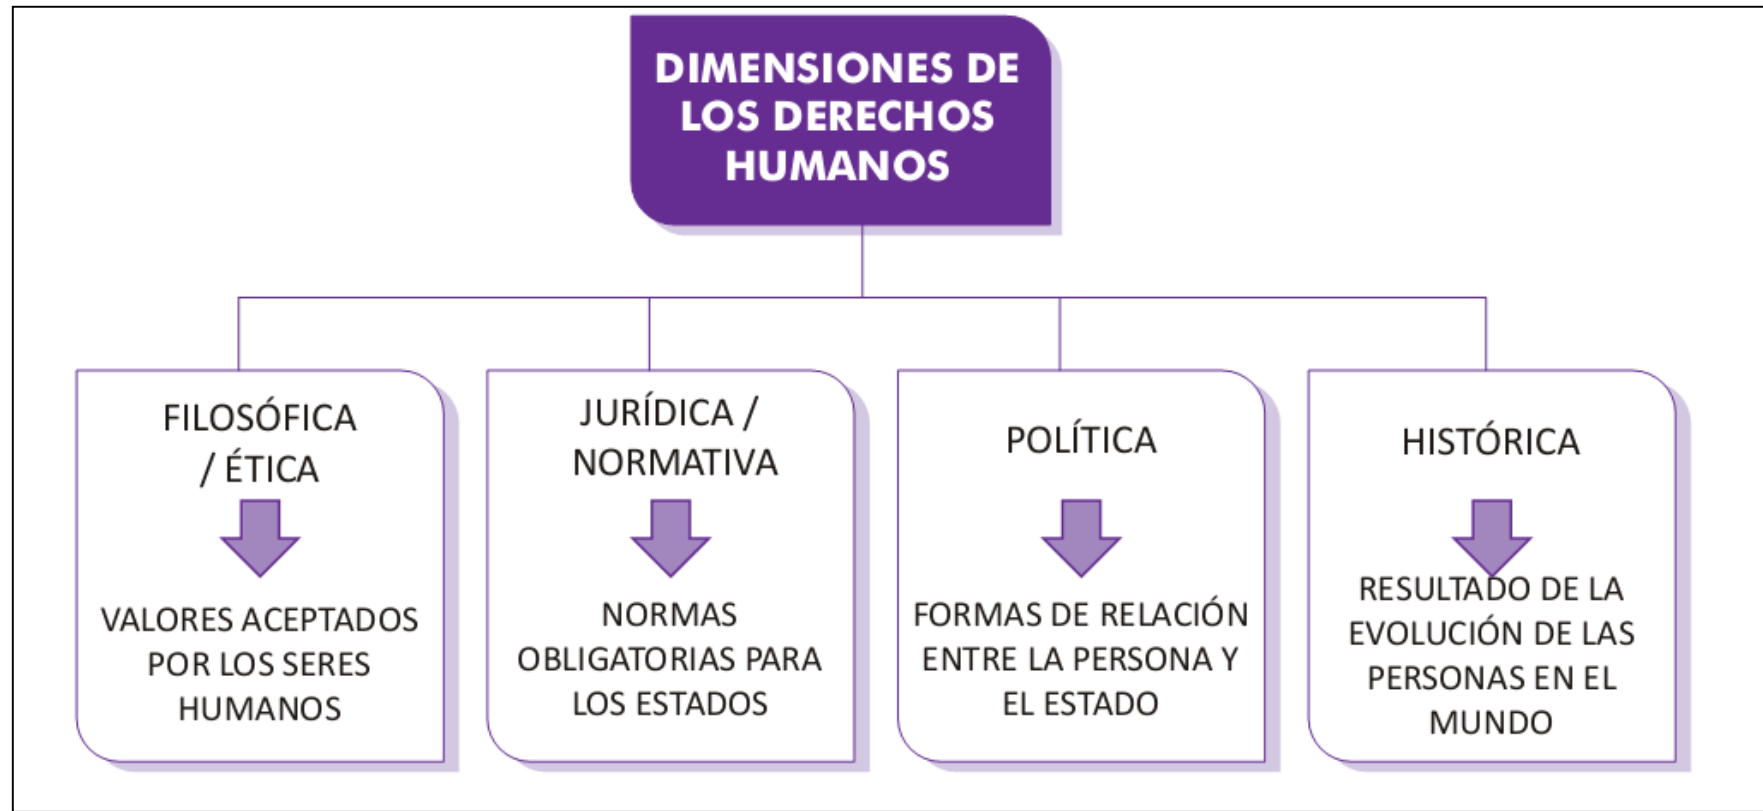 DIMENSIONES DE
LOS DERECHOS
HUMANOS
FILOSÓFICA
/ ÉTICA
VALORES ACEPTADOS
POR LOS SERES
HUMANOS
JURÍDICA /
NORMATIVA
NORMAS
OBLIGATORIAS PARA
LOS ESTADOS
POLÍTICA
FORMAS DE RELACIÓN
ENTRE LA PERSONA Y
EL ESTADO
HISTÓRICA
RESULTADO DE LA
EVOLUCIÓN DE LAS
PERSONAS EN EL
MUNDO